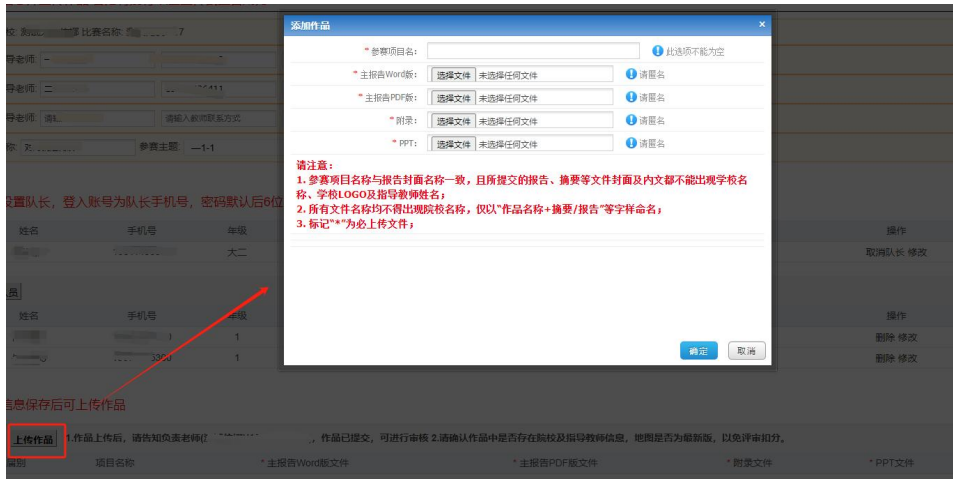 添加作品 ×
比赛名称:
* 参赛项目名: 此选项不能为空
* 主报告Word版: 选择文件 未选择任何文件 请匿名
* 主报告PDF版: 选择文件 未选择任何文件 请匿名
* 附录: 选择文件 未选择任何文件 请匿名
* PPT: 选择文件 未选择任何文件 请匿名
导老师:
导老师: 二
导老师: 请输入教师联系方式
参赛主题: —1-1
请注意:
1. 参赛项目名称与报告封面名称一致,且所提交的报告、摘要等文件封面及内文都不能出现学校名
称、学校LOGO及指导教师姓名;
2. 所有文件名称均不得出现院校名称,仅以“作品名称+摘要/报告”等字样命名;
3. 标记“*”为必上传文件;
设置队长,登入账号为队长手机号,密码默认后6位
姓名 手机号 年级 操作
大二 取消队长 修改
员
姓名 手机号 年级 操作
1 删除 修改
1 删除 修改
确定 取消
信息保存后可上传作品
上传作品 1.作品上传后,请告知负责老师 ,作品已提交,可进行审核 2.请确认作品中是否存在院校及指导教师信息,地图是否为最新版,以免评审扣分。
项目名称 * 主报告Word版文件 * 主报告PDF版文件 * 附录文件 * PPT文件